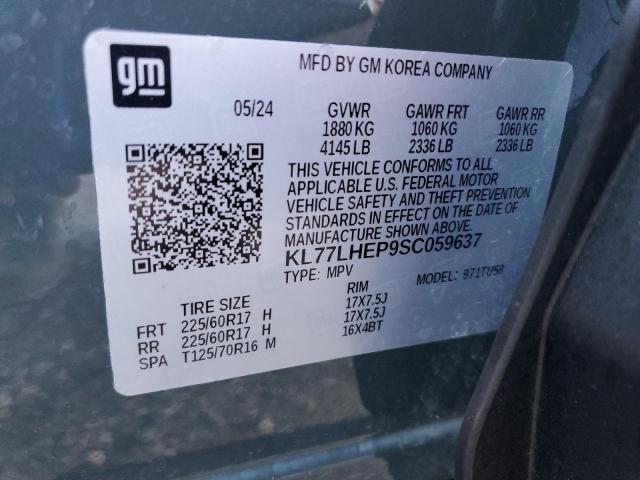 gm
MFD BY GM KOREA COMPANY
05/24 GVWR GAWR FRT GAWR RR
1880 KG 1060 KG 1060 KG
4145 LB 2336 LB 2336 LB
THIS VEHICLE CONFORMS TO ALL
APPLICABLE U.S. FEDERAL MOTOR
VEHICLE SAFETY AND THEFT PREVENTION
STANDARDS IN EFFECT ON THE DATE OF
MANUFACTURE SHOWN ABOVE.
KL77LHEP9SC059637
TYPE: MPV MODEL: 971TU58
TIRE SIZE RIM
FRT 225/60R17 H 17X7.5J
RR 225/60R17 H 17X7.5J
SPA T125/70R16 M 16X4BT